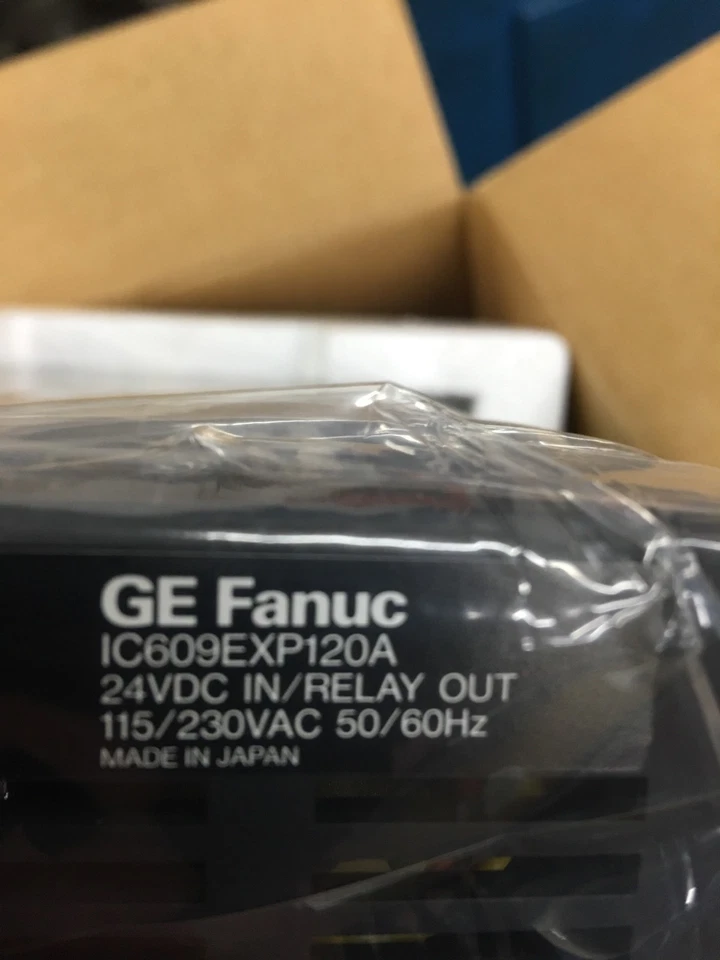 GE Fanuc
IC609EXP120A
24VDC IN/RELAY OUT
115/230VAC 50/60Hz
MADE IN JAPAN